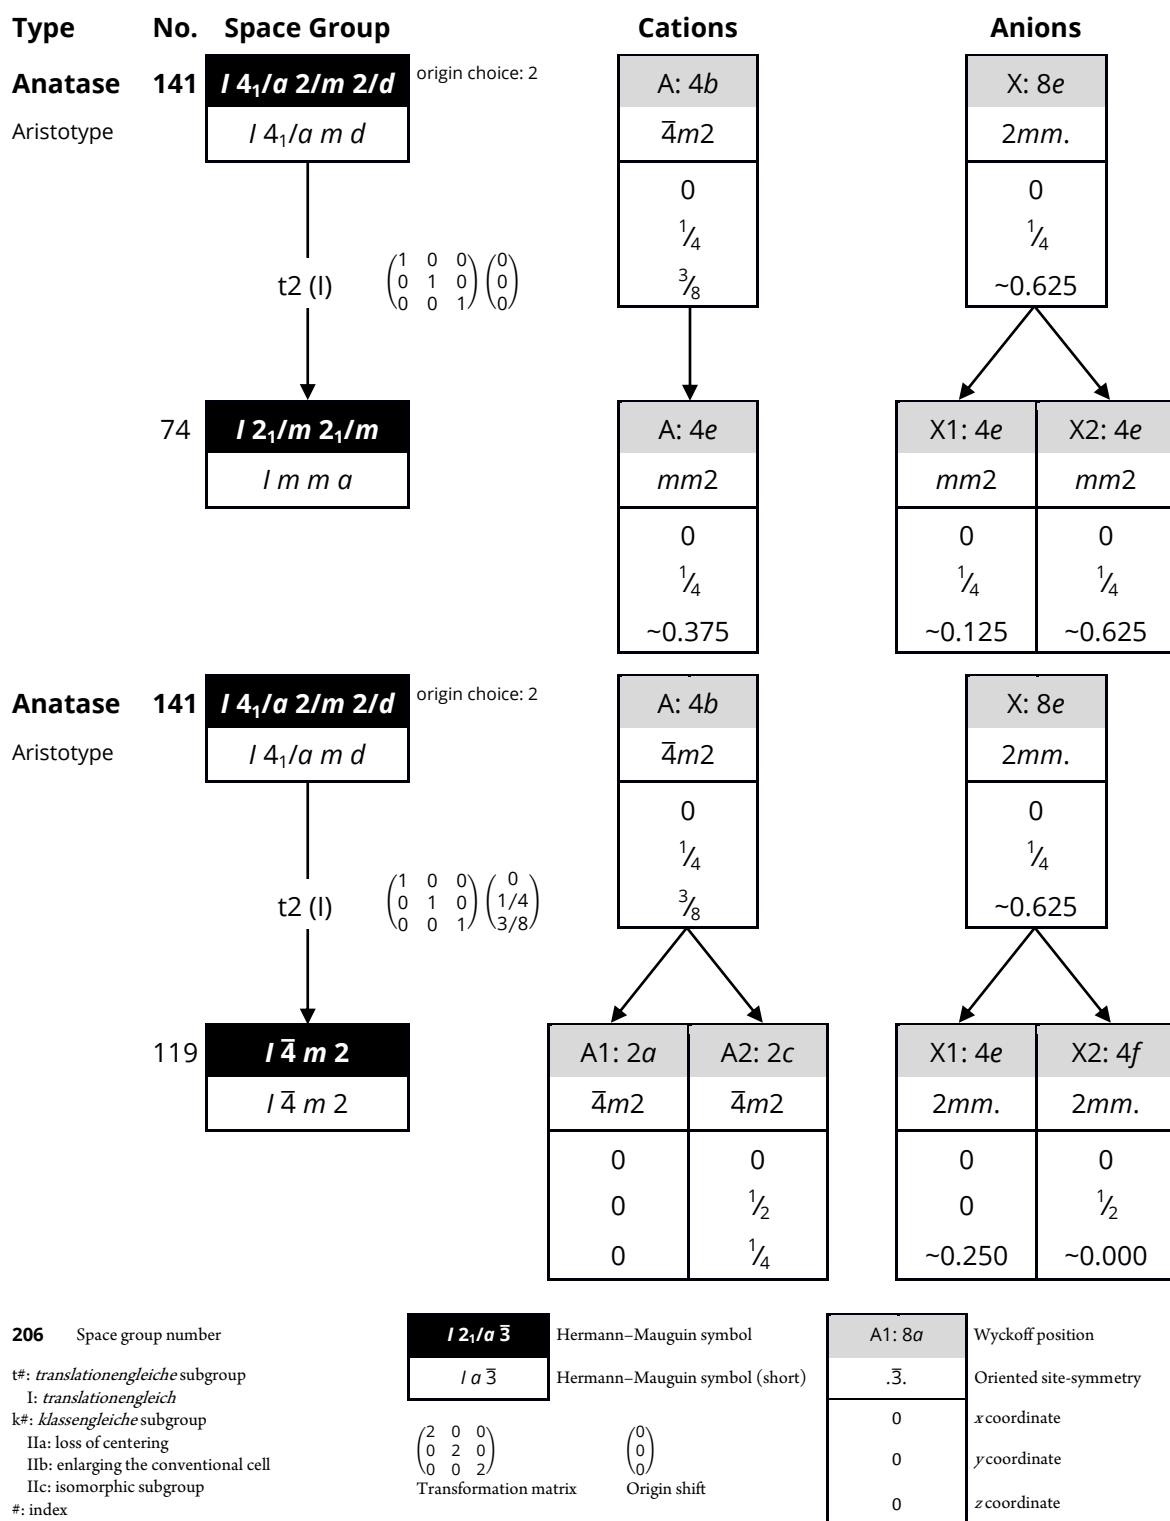 Type No. Space Group Cations Anions
Anatase 141 I 4₁/a 2/m 2/d origin choice: 2 A: 4b X: 8e
Aristotype I 4₁/a m d 4̅m2 2mm.
0 0
¼ ¼
⅜ ~0.625
t2 (I) (1 0 0 0 1 0 0 0 1) (0 0 0)
74 I 2₁/m 2₁/m A: 4e X1: 4e X2: 4e
I m m a mm2 mm2 mm2
0 0 0
¼ ¼ ¼
~0.375 ~0.125 ~0.625
Anatase 141 I 4₁/a 2/m 2/d origin choice: 2 A: 4b X: 8e
Aristotype I 4₁/a m d 4̅m2 2mm.
0 0
¼ ¼
⅜ ~0.625
t2 (I) (1 0 0 0 1 0 0 0 1) (0 1/4 3/8)
119 I 4̅ m 2 A1: 2a A2: 2c X1: 4e X2: 4f
I 4̅ m 2 4̅m2 4̅m2 2mm. 2mm.
0 0 0 0
0 ½ 0 ½
0 ¼ ~0.250 ~0.000
206 Space group number I 2₁/a 3̅ Hermann–Mauguin symbol A1: 8a Wyckoff position
t#: translationengleiche subgroup I a 3̅ Hermann–Mauguin symbol (short) .3̅. Oriented site-symmetry
I: translationengleich
k#: klassengleiche subgroup 0 x coordinate
IIa: loss of centering (2 0 0 0 2 0 0 0 2) (0 0 0)
IIb: enlarging the conventional cell 0 y coordinate
IIc: isomorphic subgroup Transformation matrix Origin shift
#: index 0 z coordinate